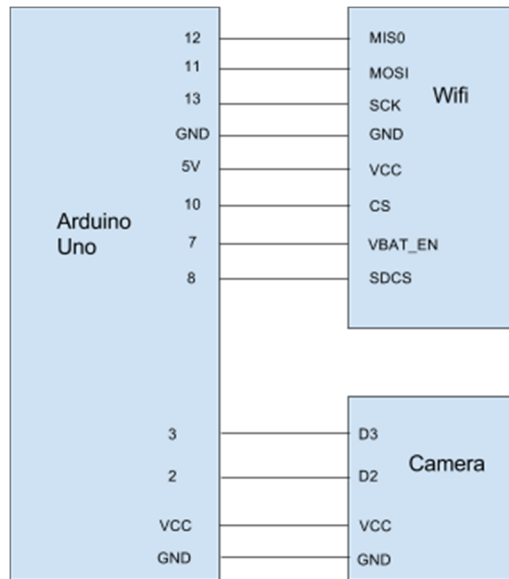 12 MIS0
11 MOSI
13 SCK
Wifi
GND GND
5V VCC
10 CS
Arduino
Uno
7 VBAT_EN
8 SDCS
3 D3
Camera
2 D2
VCC VCC
GND GND